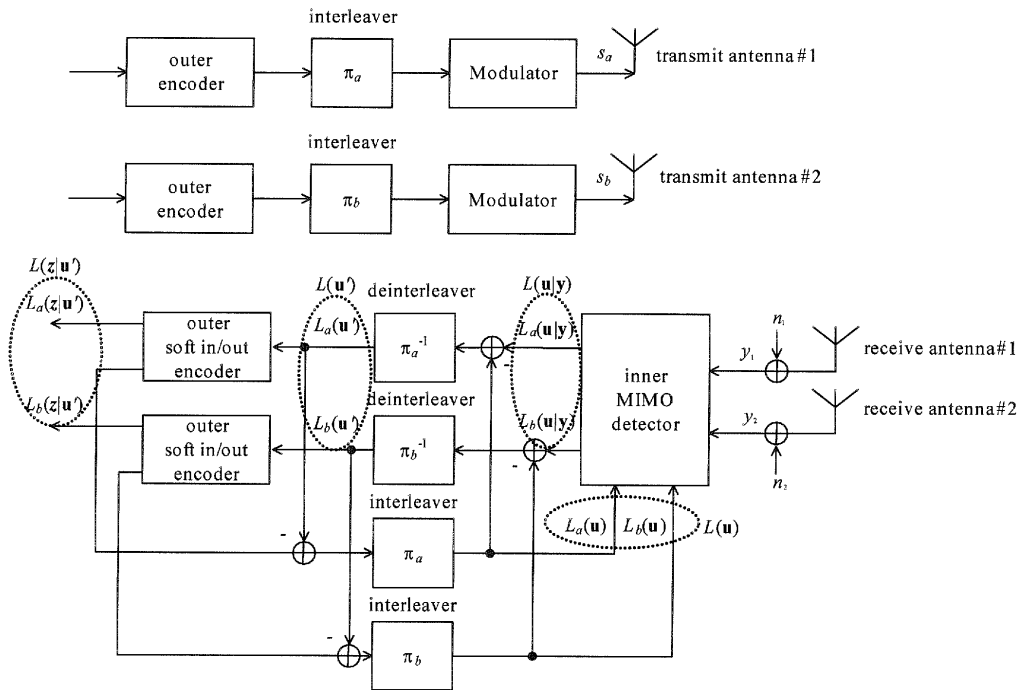 interleaver
outer
encoder
π_a
Modulator
s_a
transmit antenna #1
interleaver
outer
encoder
π_b
Modulator
s_b
transmit antenna #2
L(z|u')
L_a(z|u')
L_b(z|u')
outer
soft in/out
encoder
outer
soft in/out
encoder
L(u')
L_a(u')
L_b(u')
deinterleaver
π_a⁻¹
deinterleaver
π_b⁻¹
L(u|y)
L_a(u|y)
L_b(u|y)
-
-
inner
MIMO
detector
n_1
y_1
receive antenna #1
y_2
receive antenna #2
n_2
L_a(u) L_b(u) L(u)
interleaver
-
π_a
interleaver
-
π_b